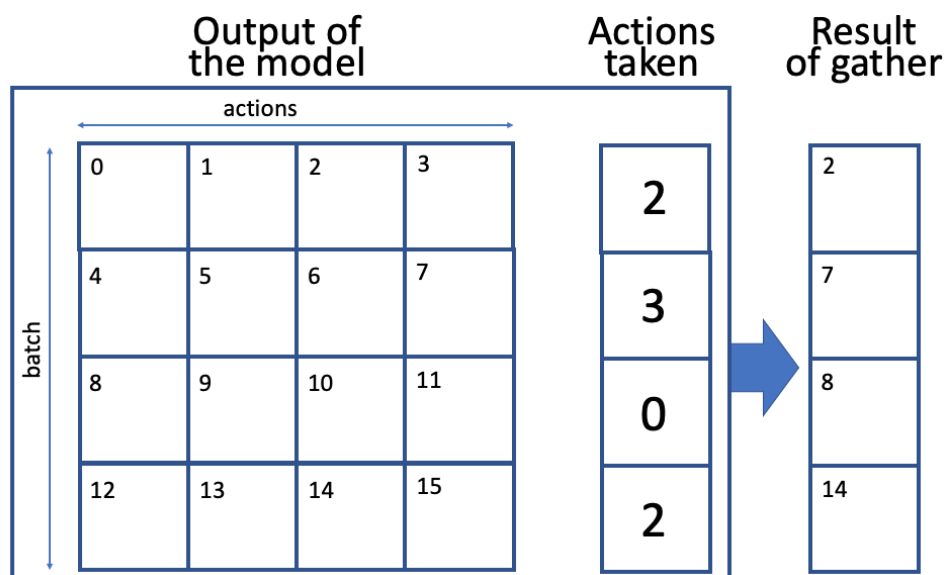 Output of
the model
Actions
taken
Result
of gather
actions
batch
0 1 2 3
2
2
4 5 6 7
3
7
8 9 10 11
0
8
12 13 14 15
2
14